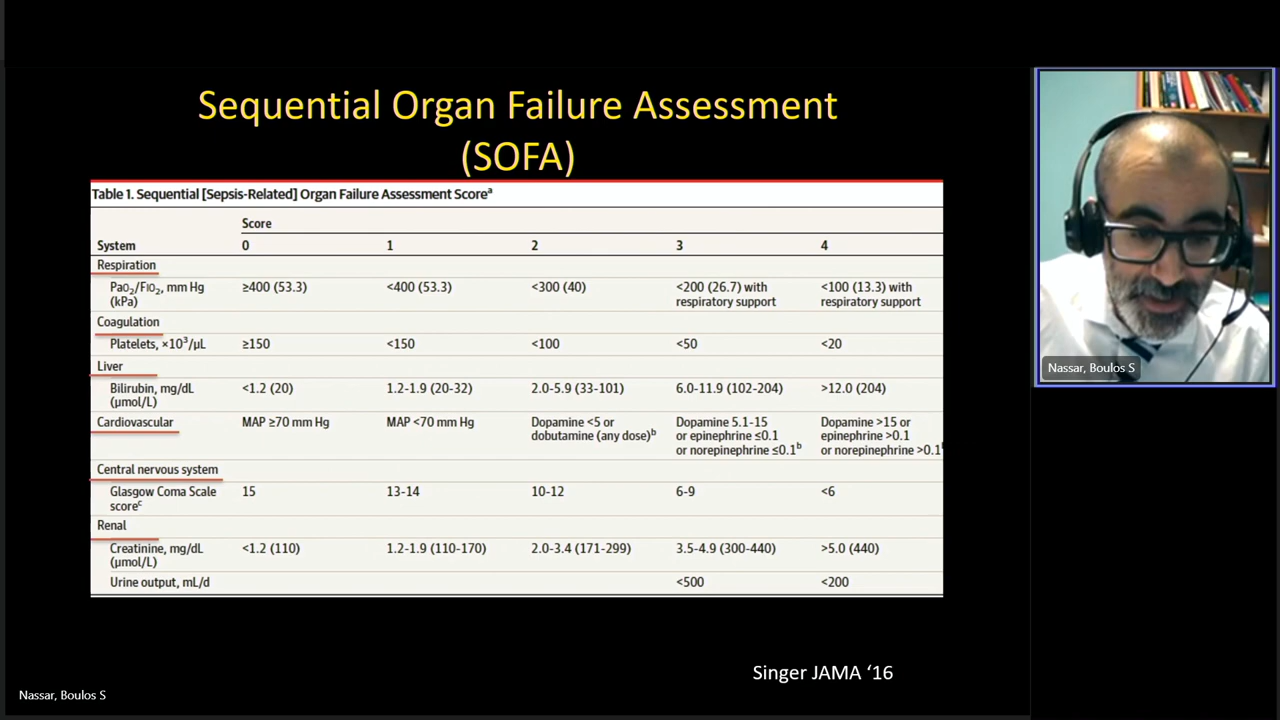 Sequential Organ Failure Assessment
(SOFA)
Table 1. Sequential [Sepsis-Related] Organ Failure Assessment Scoreᵃ
Score
System 0 1 2 3 4
Respiration
PaO₂/FIO₂, mm Hg ≥400 (53.3) <400 (53.3) <300 (40) <200 (26.7) with <100 (13.3) with
(kPa) respiratory support respiratory support
Coagulation
Platelets, ×10³/μL ≥150 <150 <100 <50 <20
Liver
Bilirubin, mg/dL <1.2 (20) 1.2-1.9 (20-32) 2.0-5.9 (33-101) 6.0-11.9 (102-204) >12.0 (204)
(μmol/L)
Cardiovascular MAP ≥70 mm Hg MAP <70 mm Hg Dopamine <5 or Dopamine 5.1-15 Dopamine >15 or
dobutamine (any dose)ᵇ or epinephrine ≤0.1 epinephrine >0.1
or norepinephrine ≤0.1ᵇ or norepinephrine >0.1
Central nervous system
Glasgow Coma Scale 15 13-14 10-12 6-9 <6
scoreᶜ
Renal
Creatinine, mg/dL <1.2 (110) 1.2-1.9 (110-170) 2.0-3.4 (171-299) 3.5-4.9 (300-440) >5.0 (440)
(μmol/L)
Urine output, mL/d <500 <200
Singer JAMA ‘16
Nassar, Boulos S
Nassar, Boulos S